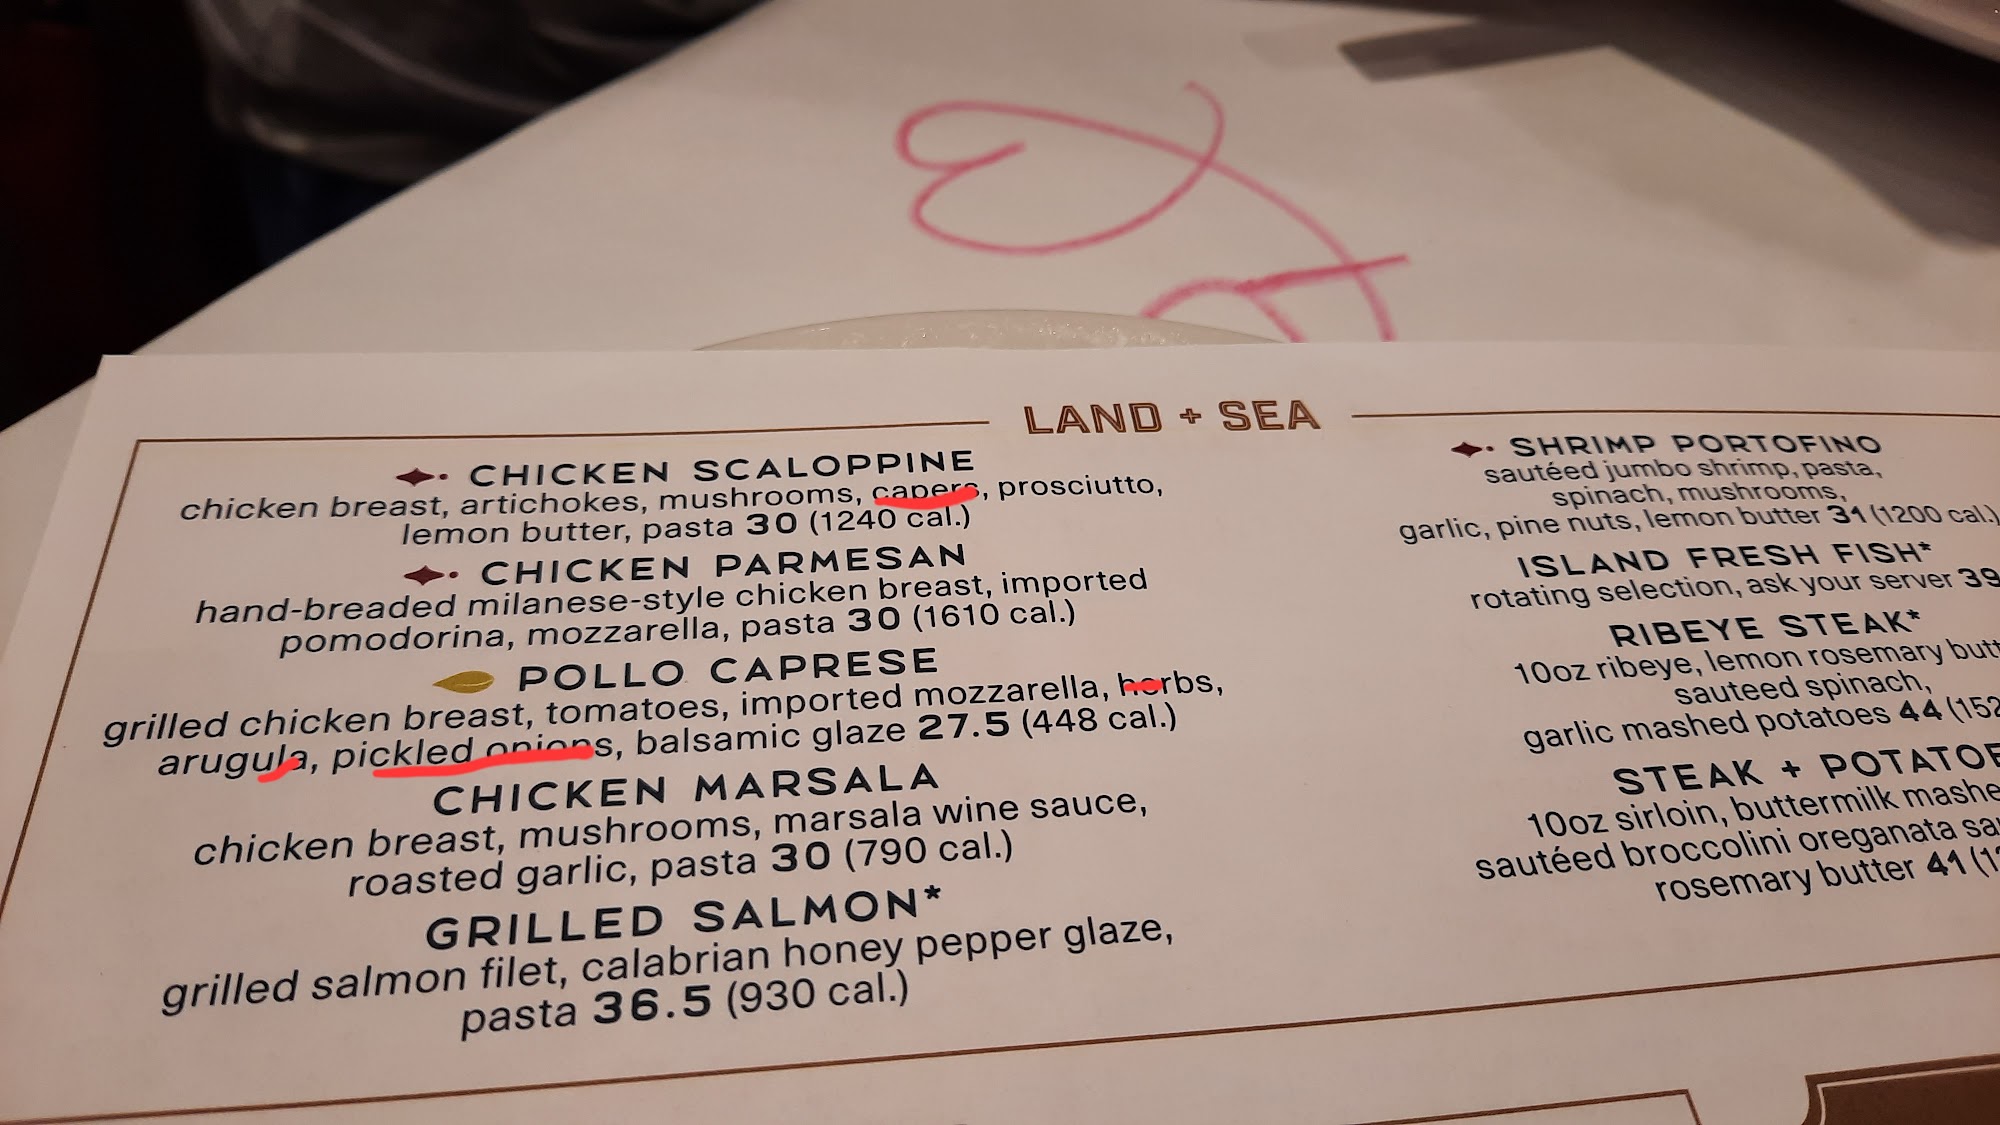 LAND + SEA
CHICKEN SCALOPPINE
chicken breast, artichokes, mushrooms, capers, prosciutto,
lemon butter, pasta 30 (1240 cal.)
CHICKEN PARMESAN
hand-breaded milanese-style chicken breast, imported
pomodorina, mozzarella, pasta 30 (1610 cal.)
POLLO CAPRESE
grilled chicken breast, tomatoes, imported mozzarella, herbs,
arugula, pickled onions, balsamic glaze 27.5 (448 cal.)
CHICKEN MARSALA
chicken breast, mushrooms, marsala wine sauce,
roasted garlic, pasta 30 (790 cal.)
GRILLED SALMON*
grilled salmon filet, calabrian honey pepper glaze,
pasta 36.5 (930 cal.)
SHRIMP PORTOFINO
sautéed jumbo shrimp, pasta,
spinach, mushrooms,
garlic, pine nuts, lemon butter 31 (1200 cal.)
ISLAND FRESH FISH*
rotating selection, ask your server 39
RIBEYE STEAK*
10oz ribeye, lemon rosemary
sauteed spinach,
garlic mashed potatoes 44
STEAK +
10oz sirloin, buttermilk
sautéed broccolini oreganata
rosemary butter 41